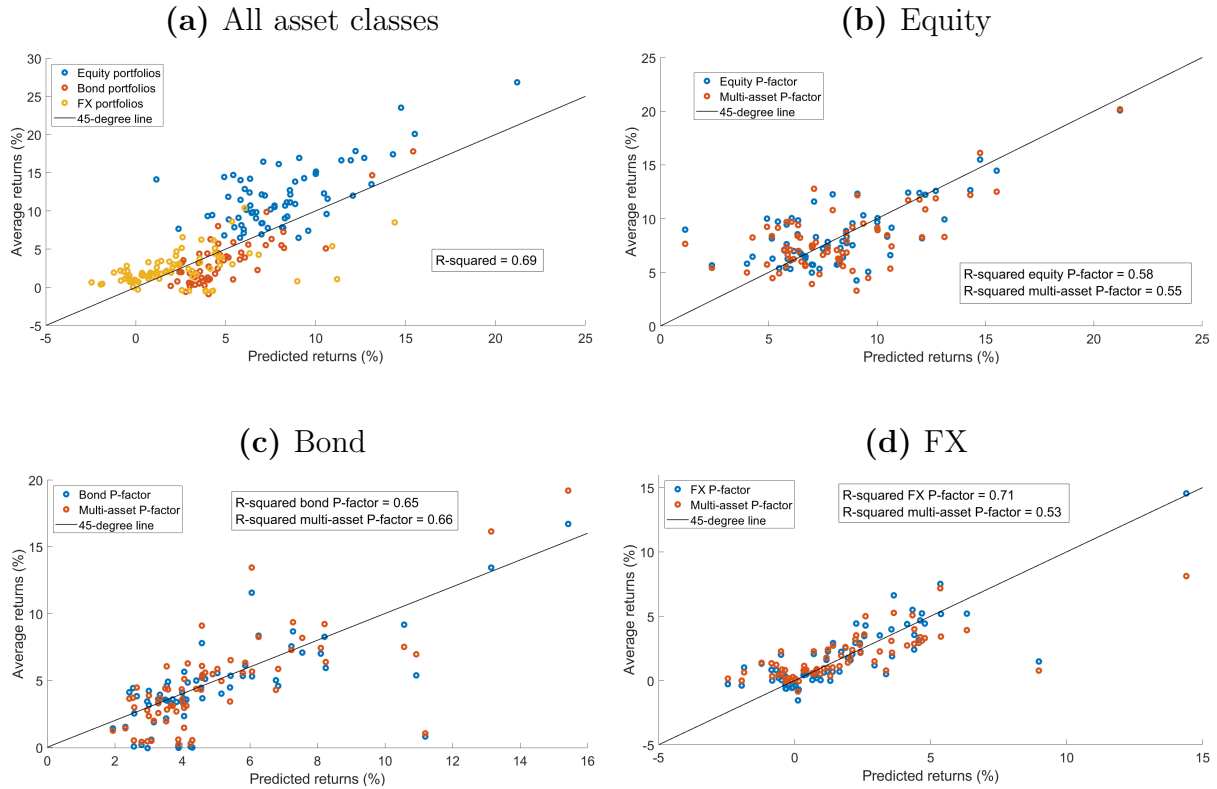 (a) All asset classes
30
25
20
15
10
5
0
-5
Average returns (%)
Equity portfolios
Bond portfolios
FX portfolios
45-degree line
R-squared = 0.69
-5 0 5 10 15 20 25
Predicted returns (%)
(b) Equity
25
20
15
10
5
0
Average returns (%)
Equity P-factor
Multi-asset P-factor
45-degree line
R-squared equity P-factor = 0.58
R-squared multi-asset P-factor = 0.55
0 5 10 15 20 25
Predicted returns (%)
(c) Bond
20
15
10
5
0
Average returns (%)
Bond P-factor
Multi-asset P-factor
45-degree line
R-squared bond P-factor = 0.65
R-squared multi-asset P-factor = 0.66
0 2 4 6 8 10 12 14 16
Predicted returns (%)
(d) FX
15
10
5
0
-5
Average returns (%)
FX P-factor
Multi-asset P-factor
45-degree line
R-squared FX P-factor = 0.71
R-squared multi-asset P-factor = 0.53
-5 0 5 10 15
Predicted returns (%)